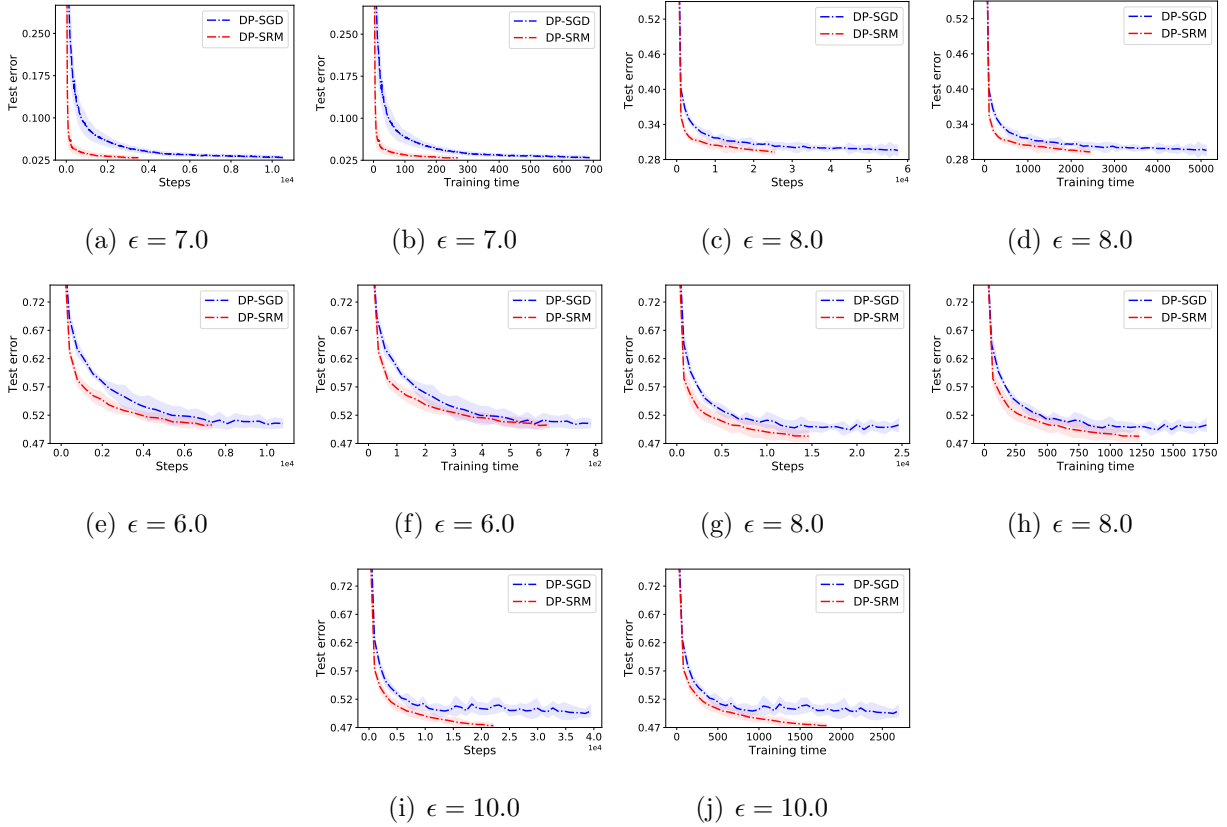 DP-SGD
DP-SRM
0.250
0.175
0.100
0.025
Test error
0.0 0.2 0.4 0.6 0.8 1.0
Steps
1e4
(a) ϵ = 7.0
DP-SGD
DP-SRM
0.250
0.175
0.100
0.025
Test error
0 100 200 300 400 500 600 700
Training time
(b) ϵ = 7.0
DP-SGD
DP-SRM
0.52
0.46
0.40
0.34
0.28
Test error
0 1 2 3 4 5 6
Steps
1e4
(c) ϵ = 8.0
DP-SGD
DP-SRM
0.52
0.46
0.40
0.34
0.28
Test error
0 1000 2000 3000 4000 5000
Training time
(d) ϵ = 8.0
DP-SGD
DP-SRM
0.72
0.67
0.62
0.57
0.52
0.47
Test error
0.0 0.2 0.4 0.6 0.8 1.0
Steps
1e4
(e) ϵ = 6.0
DP-SGD
DP-SRM
0.72
0.67
0.62
0.57
0.52
0.47
Test error
0 1 2 3 4 5 6 7 8
Training time
1e2
(f) ϵ = 6.0
DP-SGD
DP-SRM
0.72
0.67
0.62
0.57
0.52
0.47
Test error
0.0 0.5 1.0 1.5 2.0 2.5
Steps
1e4
(g) ϵ = 8.0
DP-SGD
DP-SRM
0.72
0.67
0.62
0.57
0.52
0.47
Test error
0 250 500 750 1000 1250 1500 1750
Training time
(h) ϵ = 8.0
DP-SGD
DP-SRM
0.72
0.67
0.62
0.57
0.52
0.47
Test error
0.0 0.5 1.0 1.5 2.0 2.5 3.0 3.5 4.0
Steps
1e4
(i) ϵ = 10.0
DP-SGD
DP-SRM
0.72
0.67
0.62
0.57
0.52
0.47
Test error
0 500 1000 1500 2000 2500
Training time
(j) ϵ = 10.0